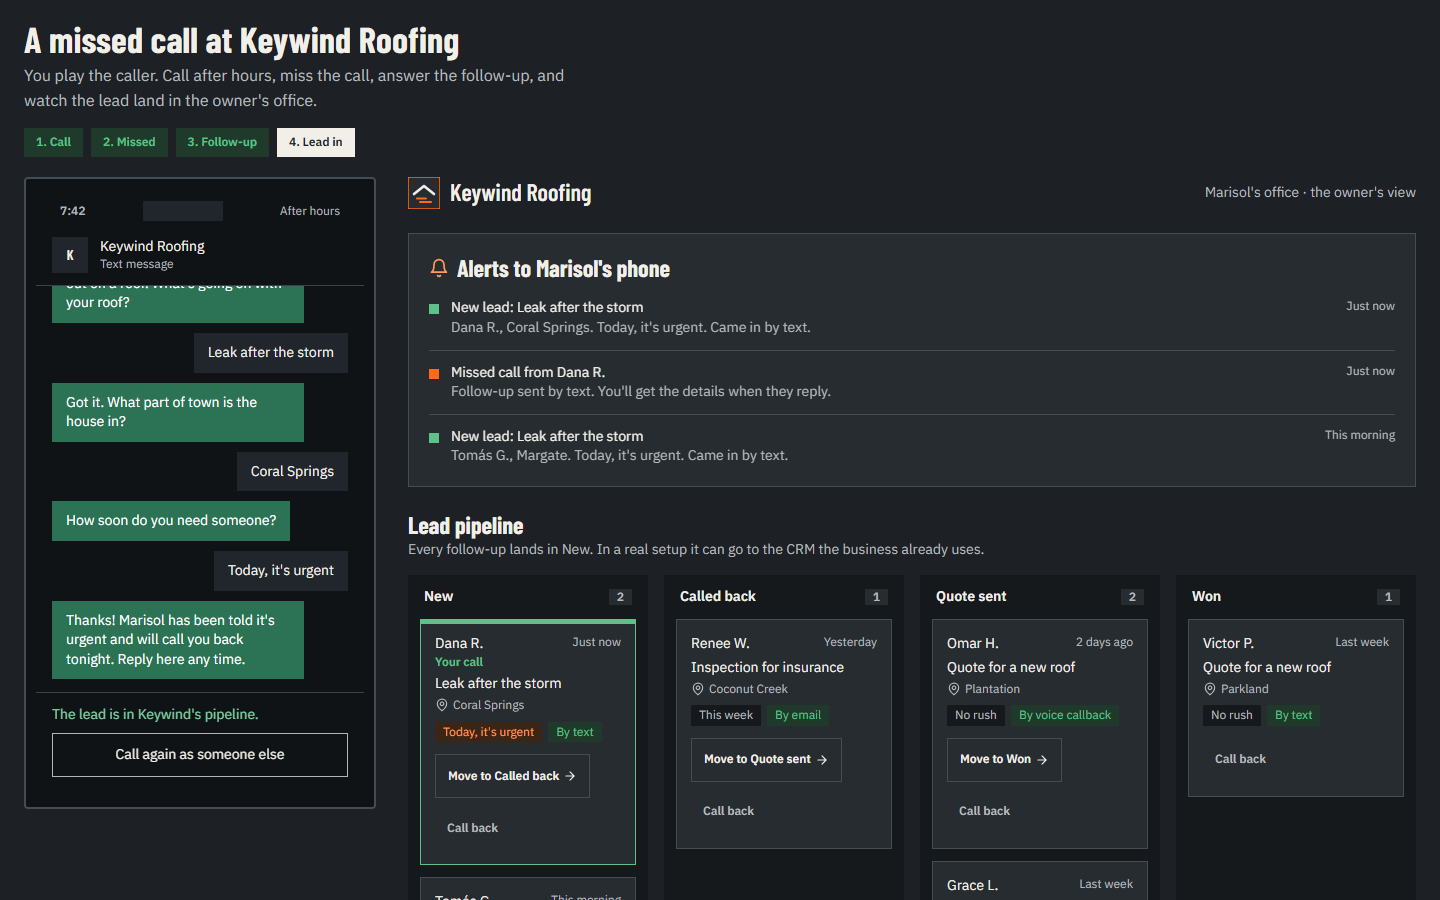 A missed call at Keywind Roofing
You play the caller. Call after hours, miss the call, answer the follow-up, and
watch the lead land in the owner's office.
1. Call
2. Missed
3. Follow-up
4. Lead in
7:42
After hours
K
Keywind Roofing
Text message
out on a roof. What's going on with
your roof?
Leak after the storm
Got it. What part of town is the
house in?
Coral Springs
How soon do you need someone?
Today, it's urgent
Thanks! Marisol has been told it's
urgent and will call you back
tonight. Reply here any time.
The lead is in Keywind's pipeline.
Call again as someone else
Keywind Roofing
Marisol's office · the owner's view
Alerts to Marisol's phone
New lead: Leak after the storm
Just now
Dana R., Coral Springs. Today, it's urgent. Came in by text.
Missed call from Dana R.
Just now
Follow-up sent by text. You'll get the details when they reply.
New lead: Leak after the storm
This morning
Tomás G., Margate. Today, it's urgent. Came in by text.
Lead pipeline
Every follow-up lands in New. In a real setup it can go to the CRM the business already uses.
New
2
Dana R.
Just now
Your call
Leak after the storm
Coral Springs
Today, it's urgent
By text
Move to Called back →
Call back
Tomás G.
This morning
Called back
1
Renee W.
Yesterday
Inspection for insurance
Coconut Creek
This week
By email
Move to Quote sent →
Call back
Quote sent
2
Omar H.
2 days ago
Quote for a new roof
Plantation
No rush
By voice callback
Move to Won →
Call back
Grace L.
Last week
Won
1
Victor P.
Last week
Quote for a new roof
Parkland
No rush
By text
Call back